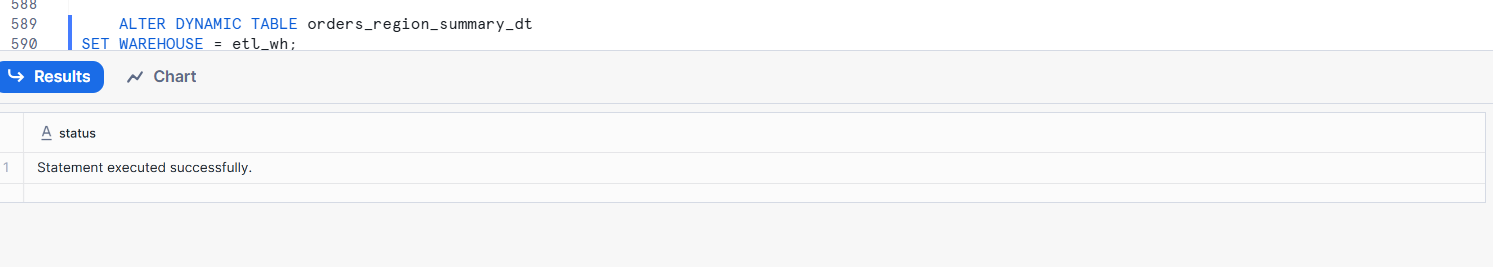 588
589 ALTER DYNAMIC TABLE orders_region_summary_dt
590 SET WAREHOUSE = etl_wh;
Results Chart
A status
1 Statement executed successfully.